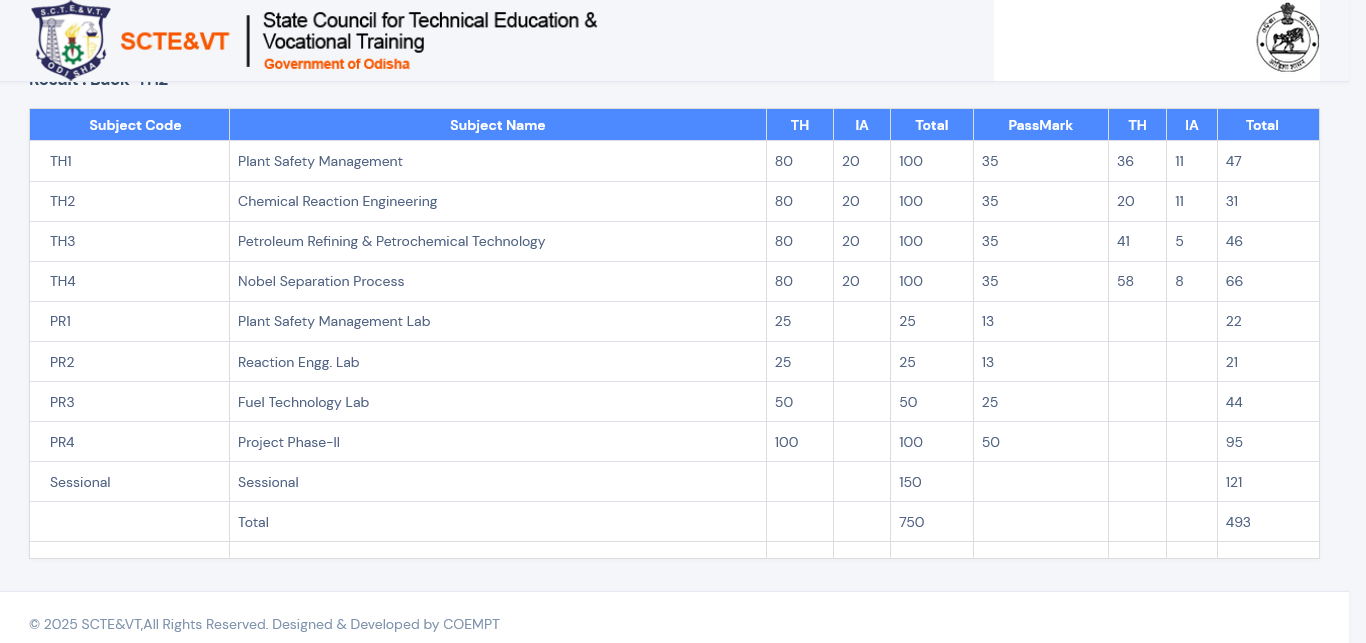 S.C.T.E.&V.T.
ODISHA
SCTE&VT
State Council for Technical Education &
Vocational Training
Government of Odisha
Result : Back -TH2
Subject Code Subject Name TH IA Total PassMark TH IA Total
TH1 Plant Safety Management 80 20 100 35 36 11 47
TH2 Chemical Reaction Engineering 80 20 100 35 20 11 31
TH3 Petroleum Refining & Petrochemical Technology 80 20 100 35 41 5 46
TH4 Nobel Separation Process 80 20 100 35 58 8 66
PR1 Plant Safety Management Lab 25 25 13 22
PR2 Reaction Engg. Lab 25 25 13 21
PR3 Fuel Technology Lab 50 50 25 44
PR4 Project Phase-II 100 100 50 95
Sessional Sessional 150 121
Total 750 493
© 2025 SCTE&VT,All Rights Reserved. Designed & Developed by COEMPT